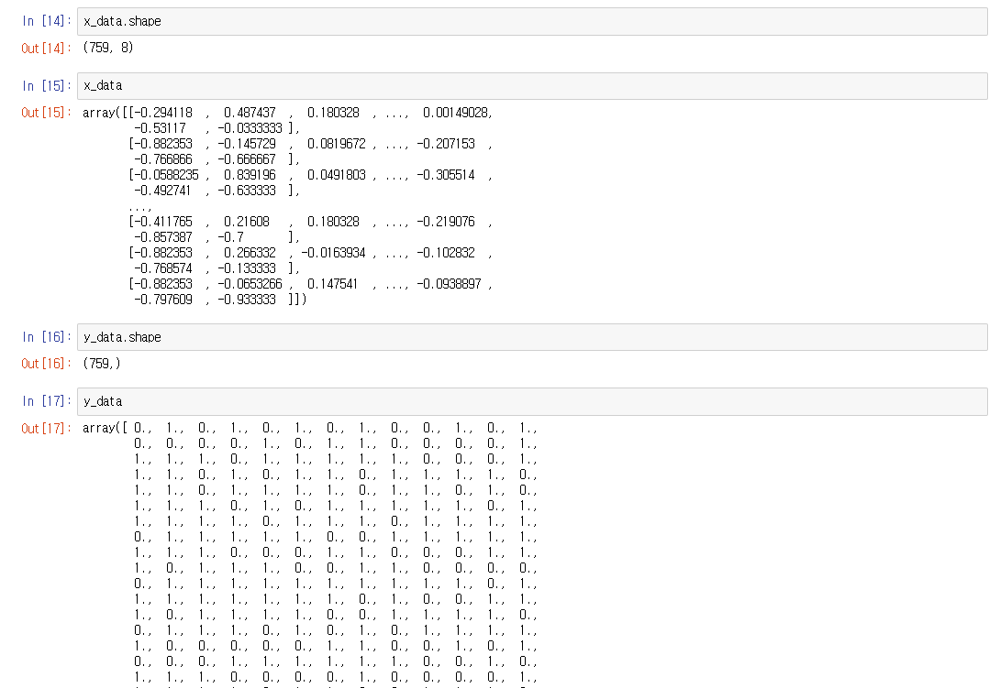 In [14]: x_data.shape
Out[14]: (759, 8)
In [15]: x_data
Out[15]: array([[-0.294118 , 0.487437 , 0.180328 , ..., 0.00149028,
-0.53117 , -0.0333333 ],
[-0.882353 , -0.145729 , 0.0819672 , ..., -0.207153 ,
-0.766866 , -0.666667 ],
[-0.0588235 , 0.839196 , 0.0491803 , ..., -0.305514 ,
-0.492741 , -0.633333 ],
...,
[-0.411765 , 0.21608 , 0.180328 , ..., -0.219076 ,
-0.857387 , -0.7 ],
[-0.882353 , 0.266332 , -0.0163934 , ..., -0.102832 ,
-0.768574 , -0.133333 ],
[-0.882353 , -0.0653266 , 0.147541 , ..., -0.0938897 ,
-0.797609 , -0.933333 ]])
In [16]: y_data.shape
Out[16]: (759,)
In [17]: y_data
Out[17]: array([ 0., 1., 0., 1., 0., 1., 0., 1., 0., 0., 1., 0., 1.,
0., 0., 0., 0., 1., 0., 1., 1., 0., 0., 0., 0., 1.,
1., 1., 1., 0., 1., 1., 1., 1., 1., 0., 0., 0., 1.,
1., 1., 0., 1., 0., 1., 1., 0., 1., 1., 1., 1., 0.,
1., 1., 0., 1., 1., 1., 1., 0., 1., 1., 0., 1., 0.,
1., 1., 1., 0., 1., 0., 1., 1., 1., 1., 1., 0., 1.,
1., 1., 1., 1., 0., 1., 1., 1., 0., 1., 1., 1., 1.,
0., 1., 1., 1., 1., 1., 0., 0., 1., 1., 1., 1., 1.,
1., 1., 1., 0., 0., 0., 1., 1., 0., 0., 0., 1., 1.,
1., 0., 1., 1., 1., 0., 0., 1., 1., 1., 0., 0., 0.,
0., 1., 1., 1., 1., 1., 1., 1., 1., 1., 1., 0., 1.,
1., 1., 1., 1., 1., 1., 1., 0., 1., 0., 0., 1., 1.,
1., 0., 1., 1., 1., 1., 0., 0., 1., 1., 1., 1., 0.,
0., 1., 1., 1., 0., 1., 0., 1., 0., 1., 1., 1., 1.,
1., 0., 0., 0., 0., 1., 0., 1., 1., 0., 1., 0., 1.,
0., 0., 0., 1., 1., 1., 1., 1., 1., 0., 0., 1., 0.,
1., 1., 1., 0., 0., 0., 0., 1., 0., 0., 0., 0., 1.,